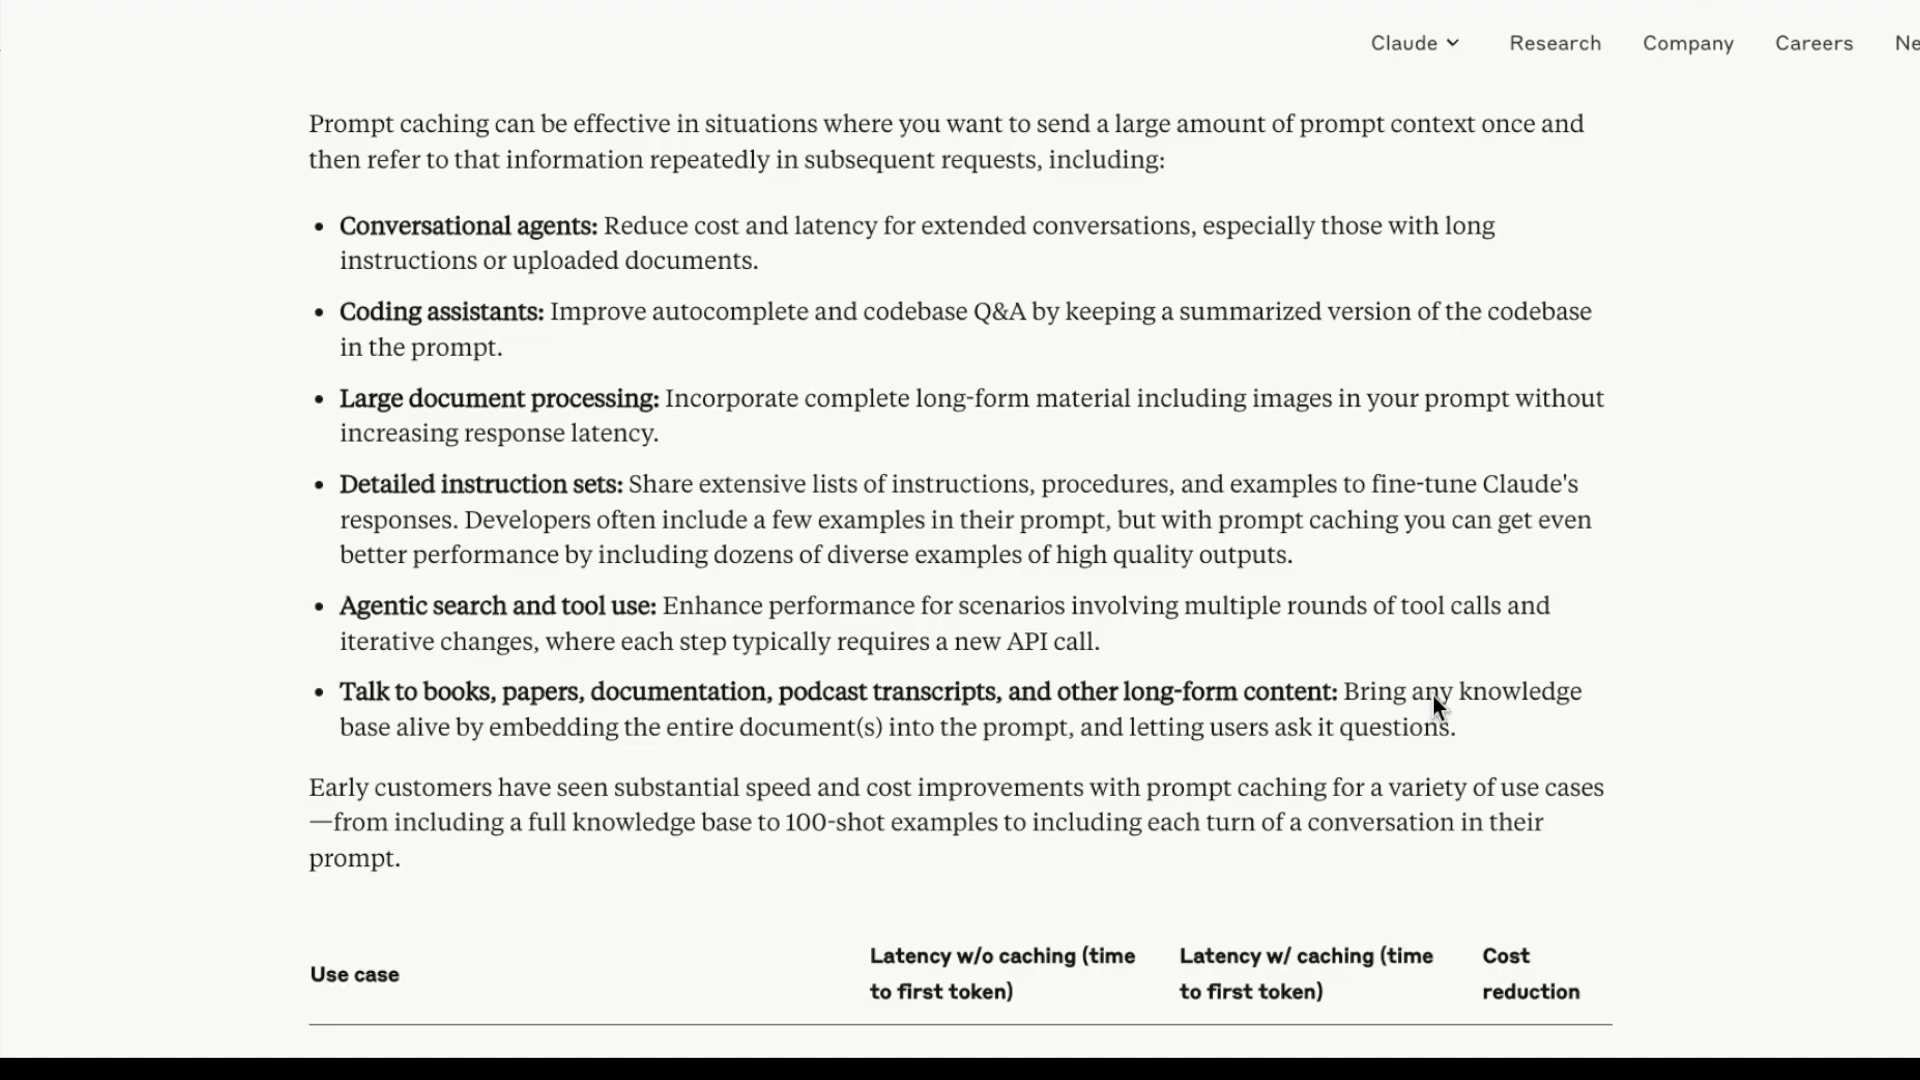 Claude
Research
Company
Careers
Ne
Prompt caching can be effective in situations where you want to send a large amount of prompt context once and
then refer to that information repeatedly in subsequent requests, including:
• Conversational agents: Reduce cost and latency for extended conversations, especially those with long
instructions or uploaded documents.
• Coding assistants: Improve autocomplete and codebase Q&A by keeping a summarized version of the codebase
in the prompt.
• Large document processing: Incorporate complete long-form material including images in your prompt without
increasing response latency.
• Detailed instruction sets: Share extensive lists of instructions, procedures, and examples to fine-tune Claude's
responses. Developers often include a few examples in their prompt, but with prompt caching you can get even
better performance by including dozens of diverse examples of high quality outputs.
• Agentic search and tool use: Enhance performance for scenarios involving multiple rounds of tool calls and
iterative changes, where each step typically requires a new API call.
• Talk to books, papers, documentation, podcast transcripts, and other long-form content: Bring any knowledge
base alive by embedding the entire document(s) into the prompt, and letting users ask it questions.
Early customers have seen substantial speed and cost improvements with prompt caching for a variety of use cases
—from including a full knowledge base to 100-shot examples to including each turn of a conversation in their
prompt.
Use case
Latency w/o caching (time
to first token)
Latency w/ caching (time
to first token)
Cost
reduction